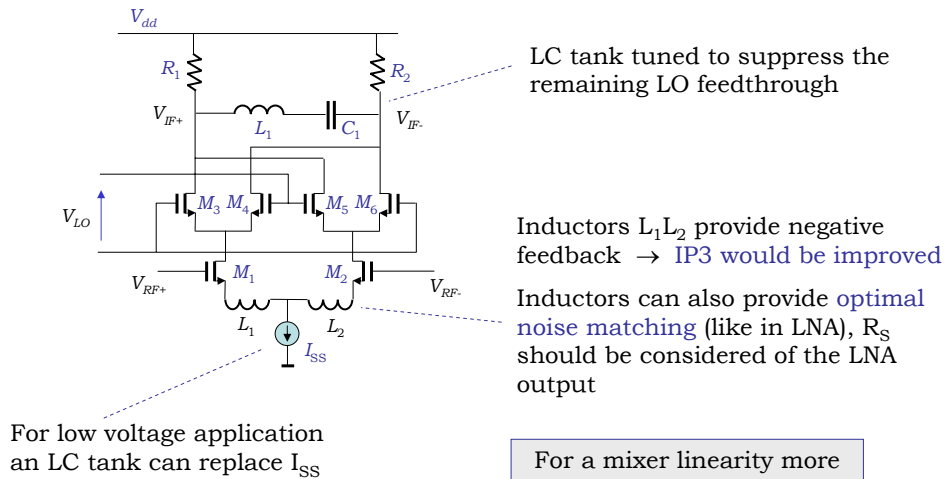 V_dd
R_1
R_2
LC tank tuned to suppress the
remaining LO feedthrough
V_IF+
L_1
C_1
V_IF-
V_LO
M_3
M_4
M_5
M_6
Inductors L_1L_2 provide negative
feedback → IP3 would be improved
V_RF+
M_1
M_2
V_RF-
Inductors can also provide optimal
noise matching (like in LNA), R_S
should be considered of the LNA
output
L_1
L_2
I_SS
For low voltage application
an LC tank can replace I_SS
For a mixer linearity more